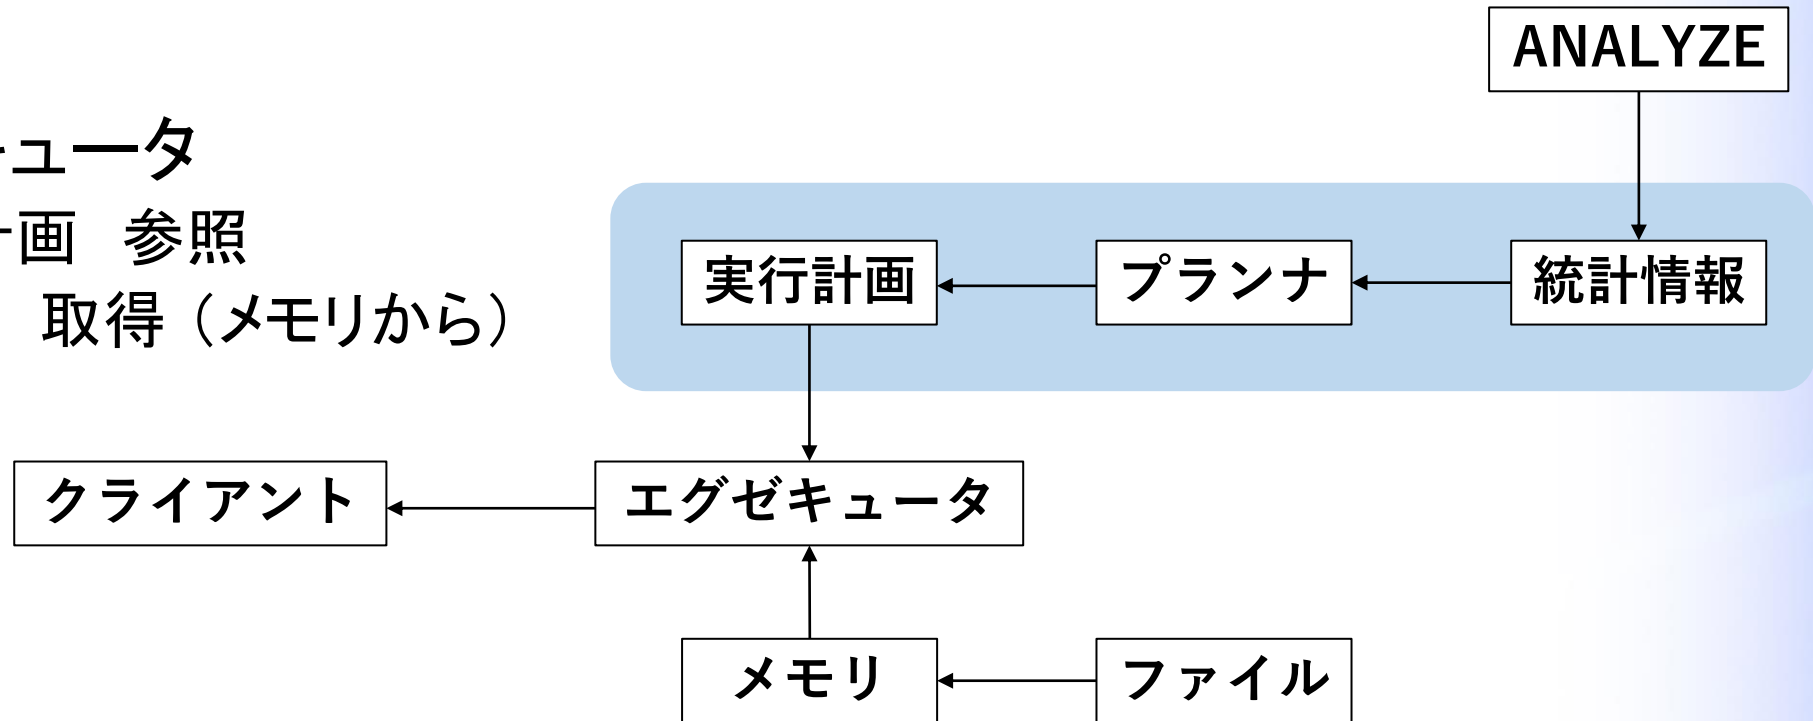 ANALYZE
ュータ
画 参照
取得（メモリから）
実行計画
プランナ
統計情報
クライアント
エグゼキュータ
メモリ
ファイル